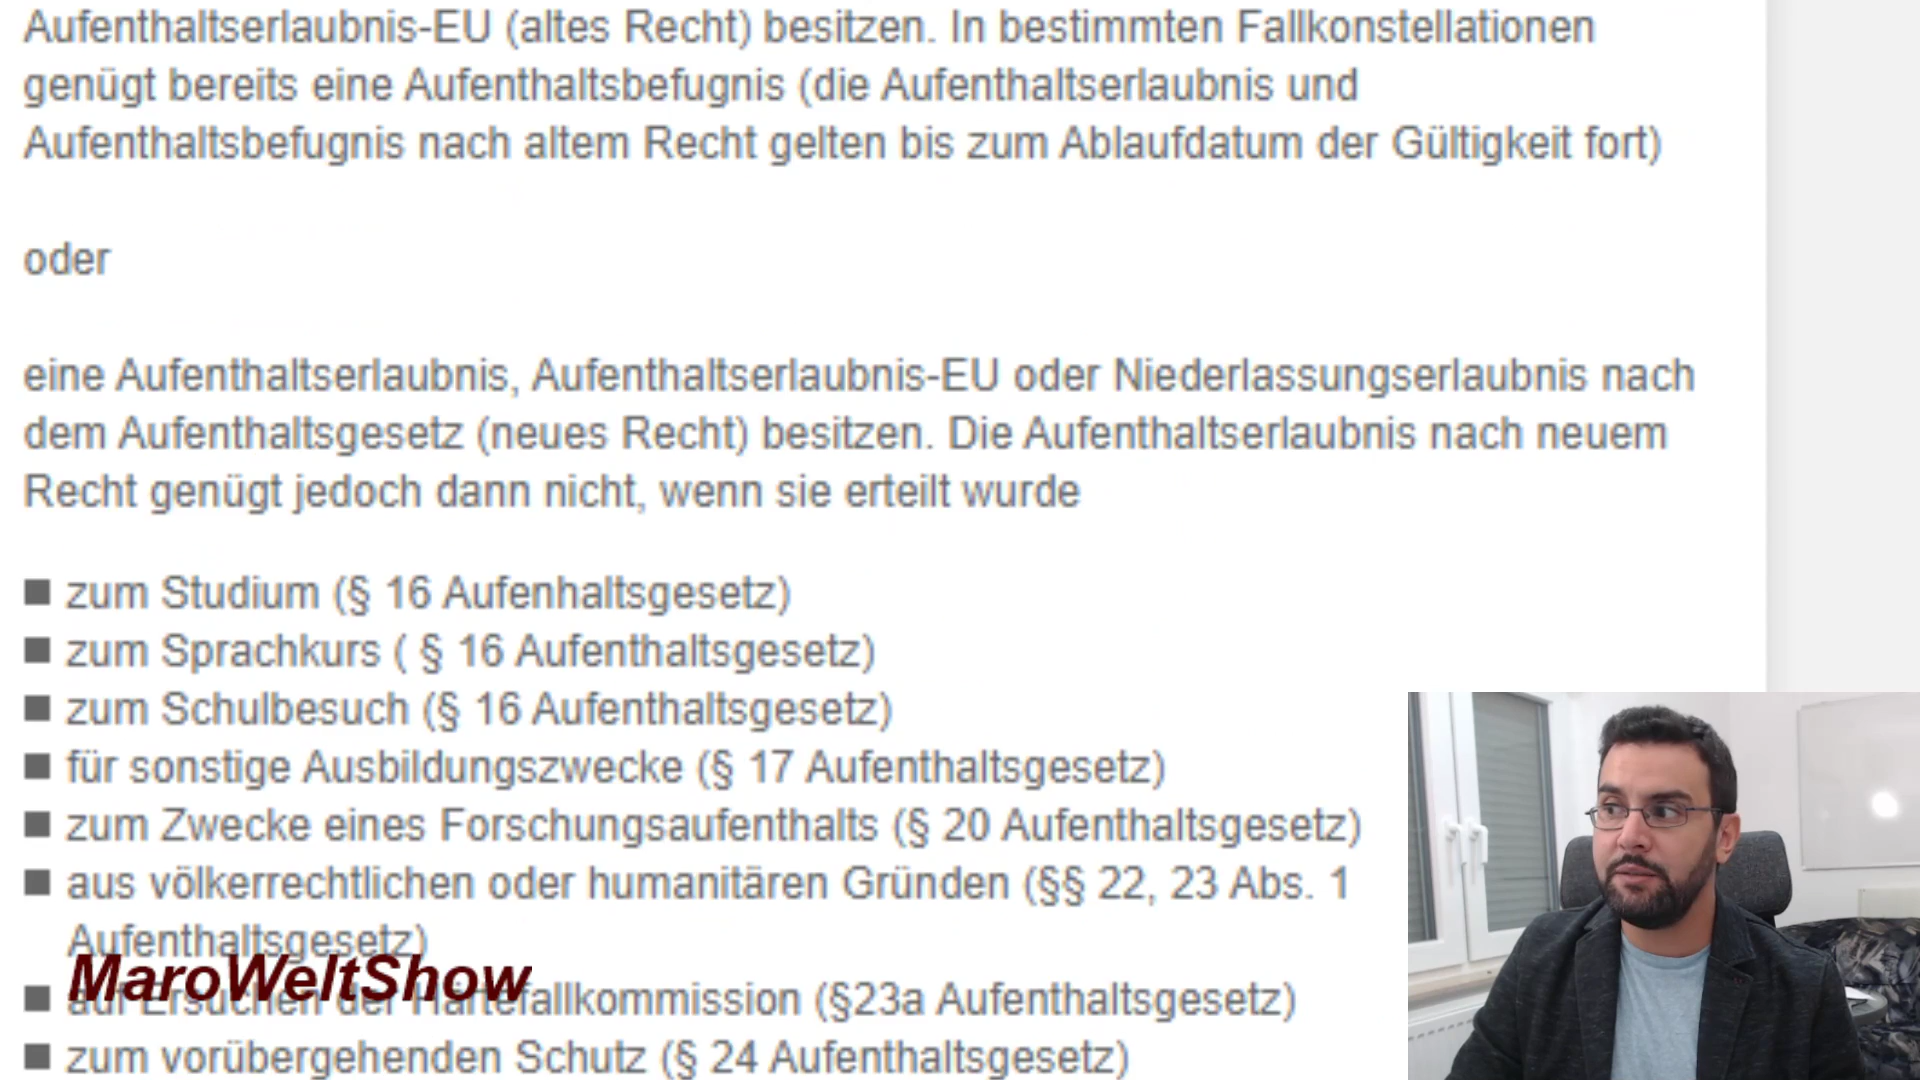 Aufenthaltserlaubnis-EU (altes Recht) besitzen. In bestimmten Fallkonstellationen
genügt bereits eine Aufenthaltsbefugnis (die Aufenthaltserlaubnis und
Aufenthaltsbefugnis nach altem Recht gelten bis zum Ablaufdatum der Gültigkeit fort)
oder
eine Aufenthaltserlaubnis, Aufenthaltserlaubnis-EU oder Niederlassungserlaubnis nach
dem Aufenthaltsgesetz (neues Recht) besitzen. Die Aufenthaltserlaubnis nach neuem
Recht genügt jedoch dann nicht, wenn sie erteilt wurde
■ zum Studium (§ 16 Aufenhaltsgesetz)
■ zum Sprachkurs ( § 16 Aufenthaltsgesetz)
■ zum Schulbesuch (§ 16 Aufenthaltsgesetz)
■ für sonstige Ausbildungszwecke (§ 17 Aufenthaltsgesetz)
■ zum Zwecke eines Forschungsaufenthalts (§ 20 Aufenthaltsgesetz)
■ aus völkerrechtlichen oder humanitären Gründen (§§ 22, 23 Abs. 1
Aufenthaltsgesetz)
MaroWeltShow
■ auf Ersuchen der Härtefallkommission (§23a Aufenthaltsgesetz)
■ zum vorübergehenden Schutz (§ 24 Aufenthaltsgesetz)